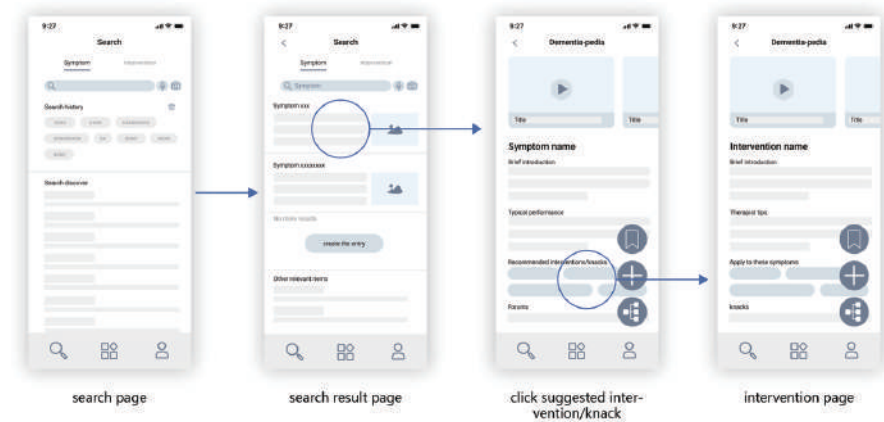 9:27
Search
Symptom
Intervention
Search history
Search discover
search page
9:27
Search
Symptom
Intervention
Symptom
Symptom xxx
Symptom xxxxxxx
No more results
create the entry
Other relevant items
search result page
9:27
Dementia-pedia
Title
Title
Symptom name
Brief introduction
Typical performance
Recommended interventions/knacks
Forums
click suggested inter-
vention/knack
9:27
Dementia-pedia
Title
Title
Intervention name
Brief introduction
Therapist tips
Apply to these symptoms
knacks
intervention page